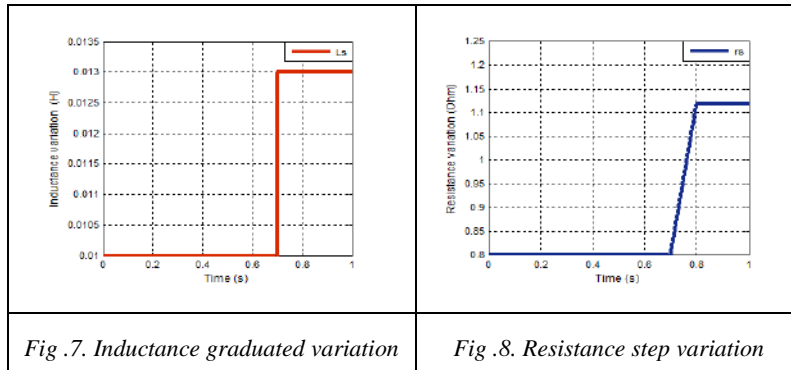 0.0135
Ls
0.013
0.0125
0.012
0.0115
0.011
0.0105
0.01
0 0.2 0.4 0.6 0.8 1
Time (s)
Inductance variation (H)
1.25
rs
1.2
1.15
1.1
1.05
1
0.95
0.9
0.85
0.8
0 0.2 0.4 0.6 0.8 1
Time (s)
Resistance variation (Ohm)
Fig .7. Inductance graduated variation
Fig .8. Resistance step variation